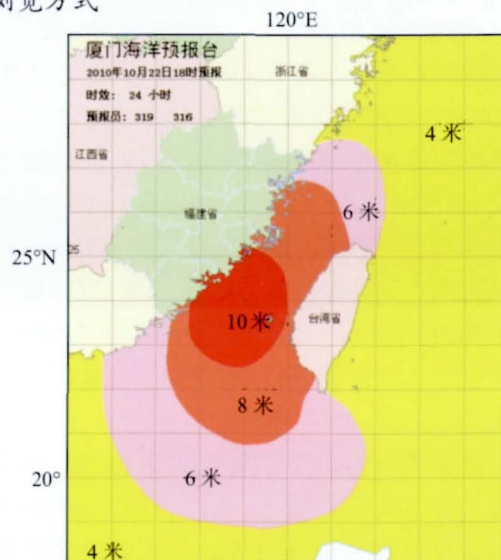 浏览方式
120°E
厦门海洋预报台
2010年10月22日18时预报
时效： 24 小时
预报员：319 316
浙江省
4 米
江西省
福建省
6 米
25°N
10 米
台湾省
8 米
20°
6 米
4 米